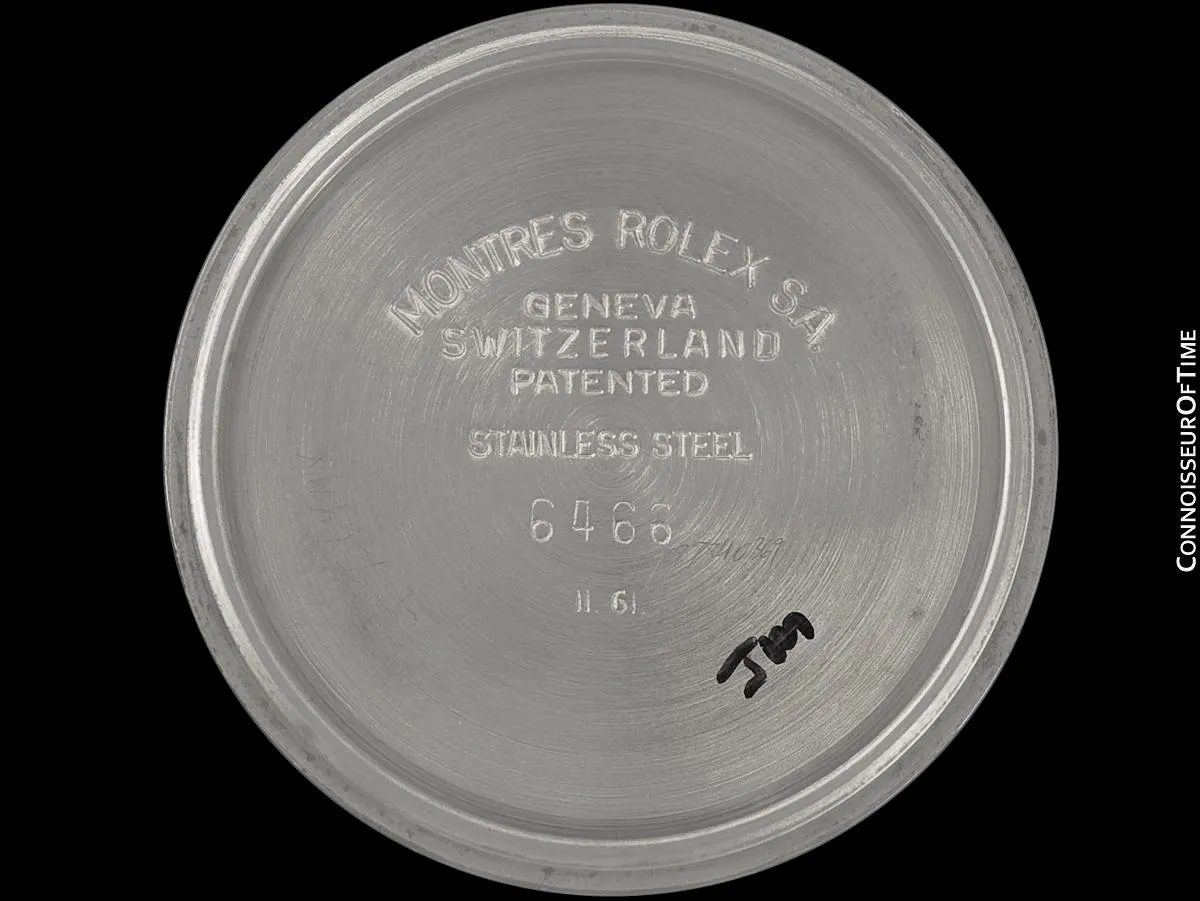 MONTRES ROLEX S.A.
GENEVA
SWITZERLAND
PATENTED
STAINLESS STEEL
6466
II. 61.
CONNOISSEUROFTIME